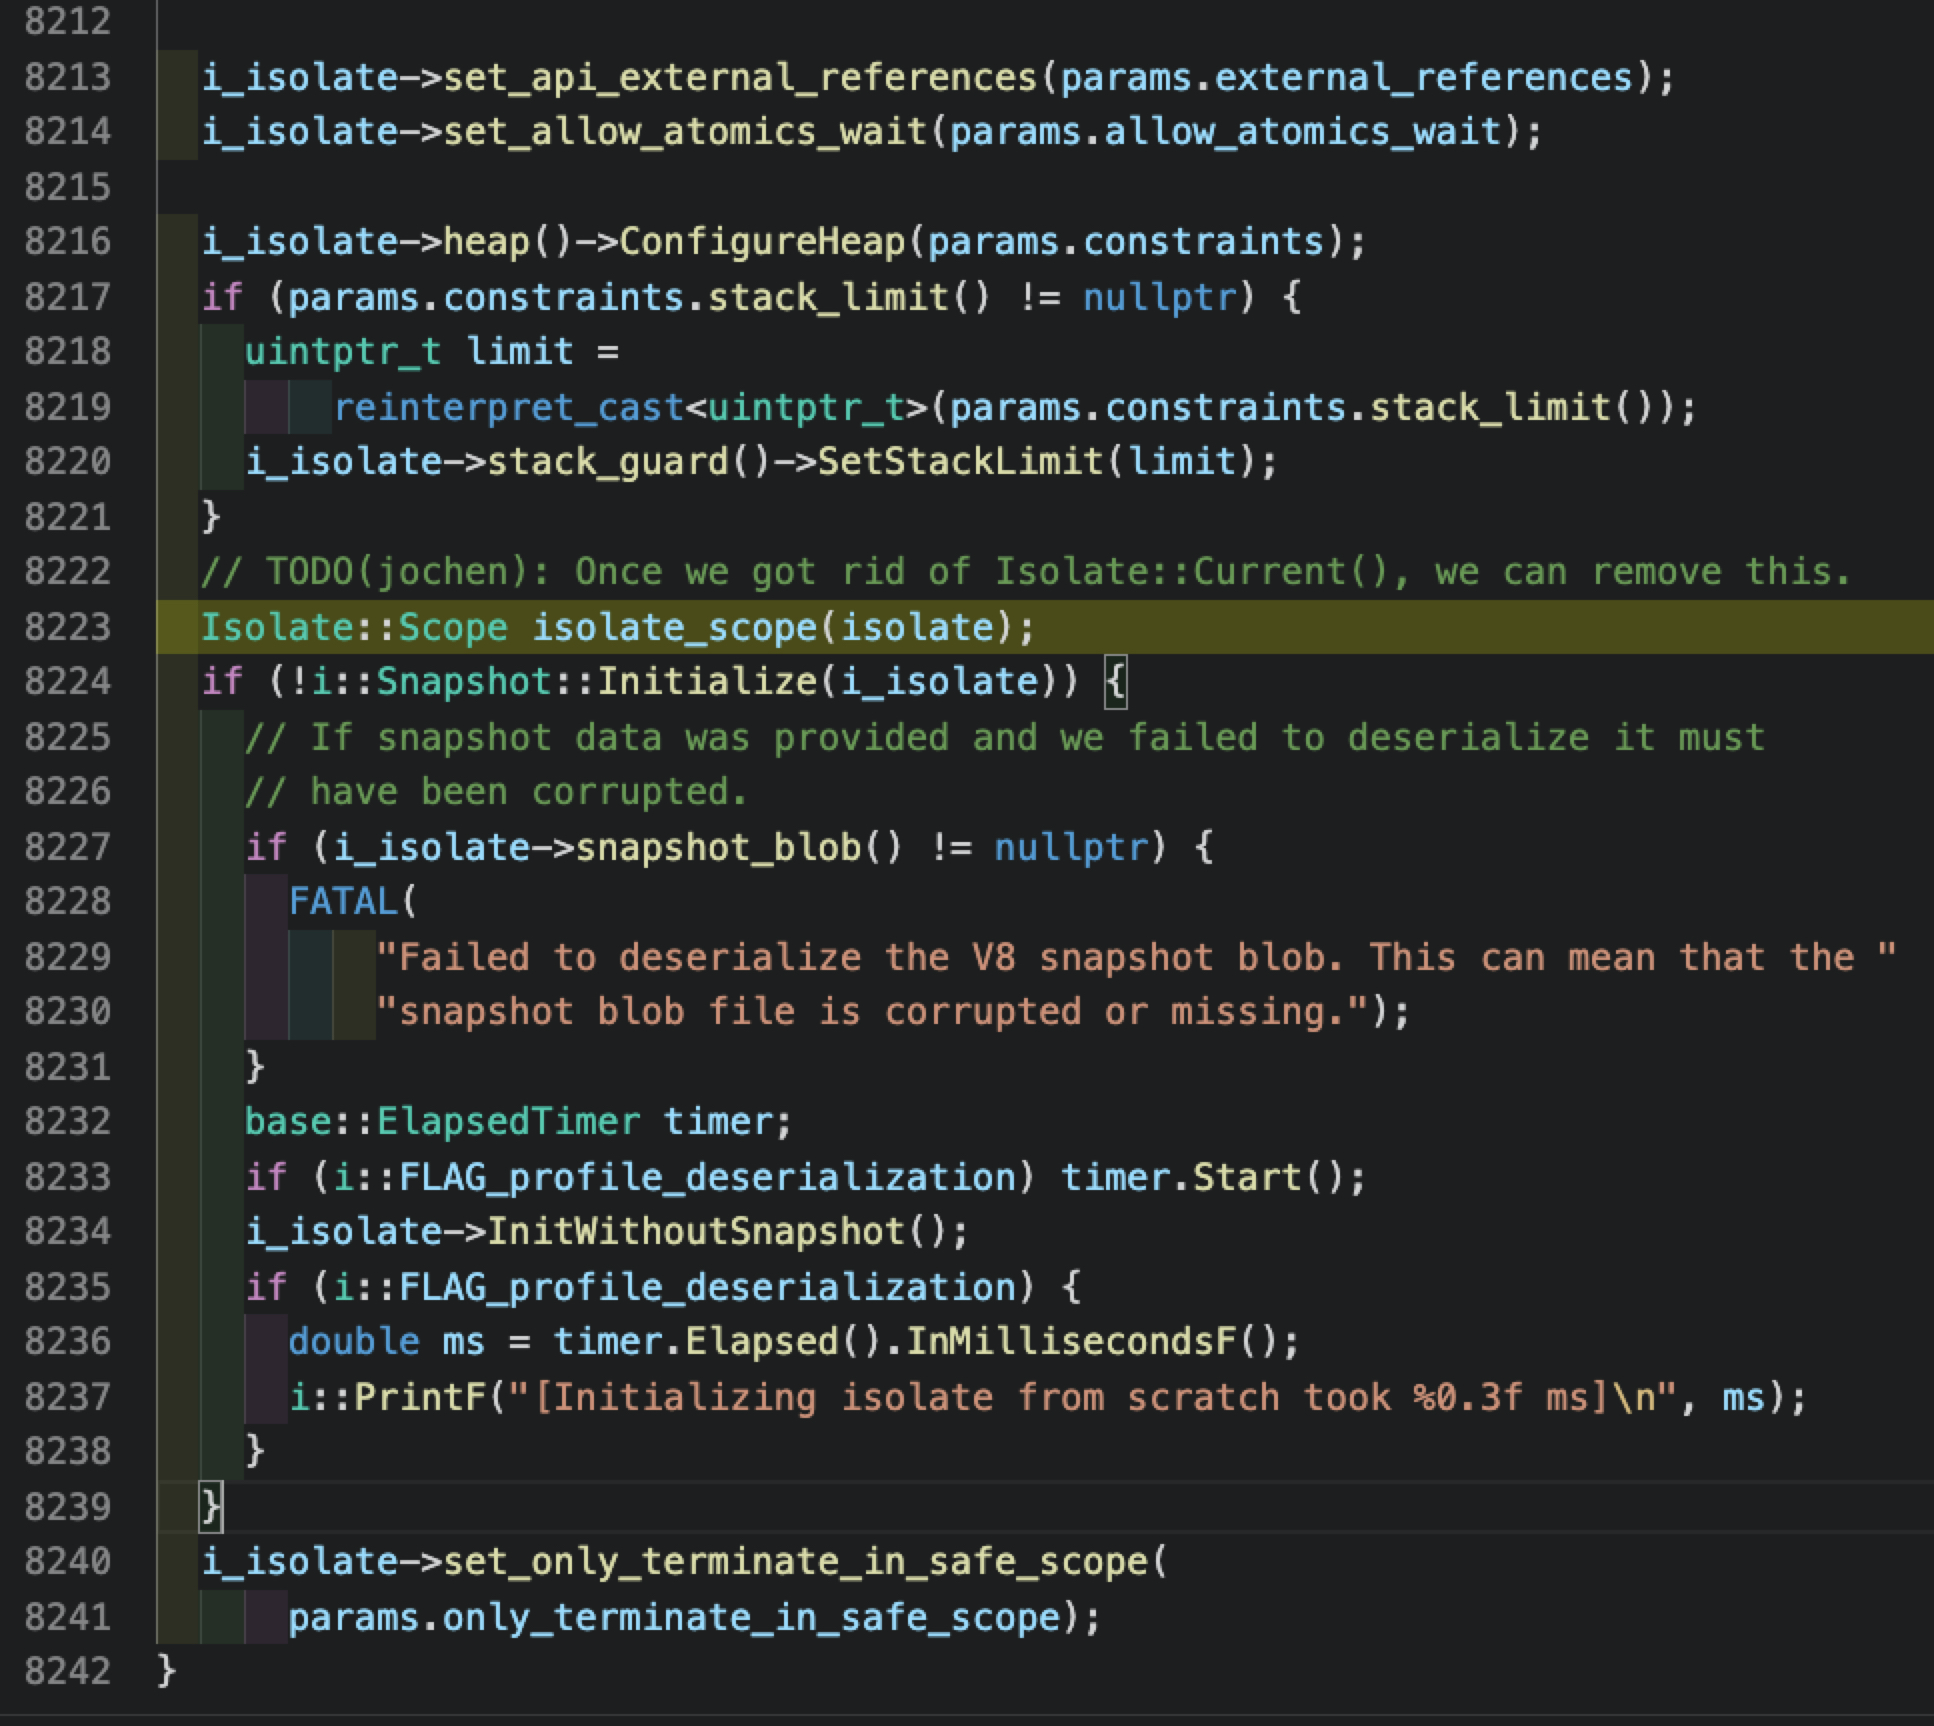 8212
8213 i_isolate->set_api_external_references(params.external_references);
8214 i_isolate->set_allow_atomics_wait(params.allow_atomics_wait);
8215
8216 i_isolate->heap()->ConfigureHeap(params.constraints);
8217 if (params.constraints.stack_limit() != nullptr) {
8218 uintptr_t limit =
8219 reinterpret_cast<uintptr_t>(params.constraints.stack_limit());
8220 i_isolate->stack_guard()->SetStackLimit(limit);
8221 }
8222 // TODO(jochen): Once we got rid of Isolate::Current(), we can remove this.
8223 Isolate::Scope isolate_scope(isolate);
8224 if (!i::Snapshot::Initialize(i_isolate)) {
8225 // If snapshot data was provided and we failed to deserialize it must
8226 // have been corrupted.
8227 if (i_isolate->snapshot_blob() != nullptr) {
8228 FATAL(
8229 "Failed to deserialize the V8 snapshot blob. This can mean that the "
8230 "snapshot blob file is corrupted or missing.");
8231 }
8232 base::ElapsedTimer timer;
8233 if (i::FLAG_profile_deserialization) timer.Start();
8234 i_isolate->InitWithoutSnapshot();
8235 if (i::FLAG_profile_deserialization) {
8236 double ms = timer.Elapsed().InMillisecondsF();
8237 i::PrintF("[Initializing isolate from scratch took %0.3f ms]\n", ms);
8238 }
8239 }
8240 i_isolate->set_only_terminate_in_safe_scope(
8241 params.only_terminate_in_safe_scope);
8242 }